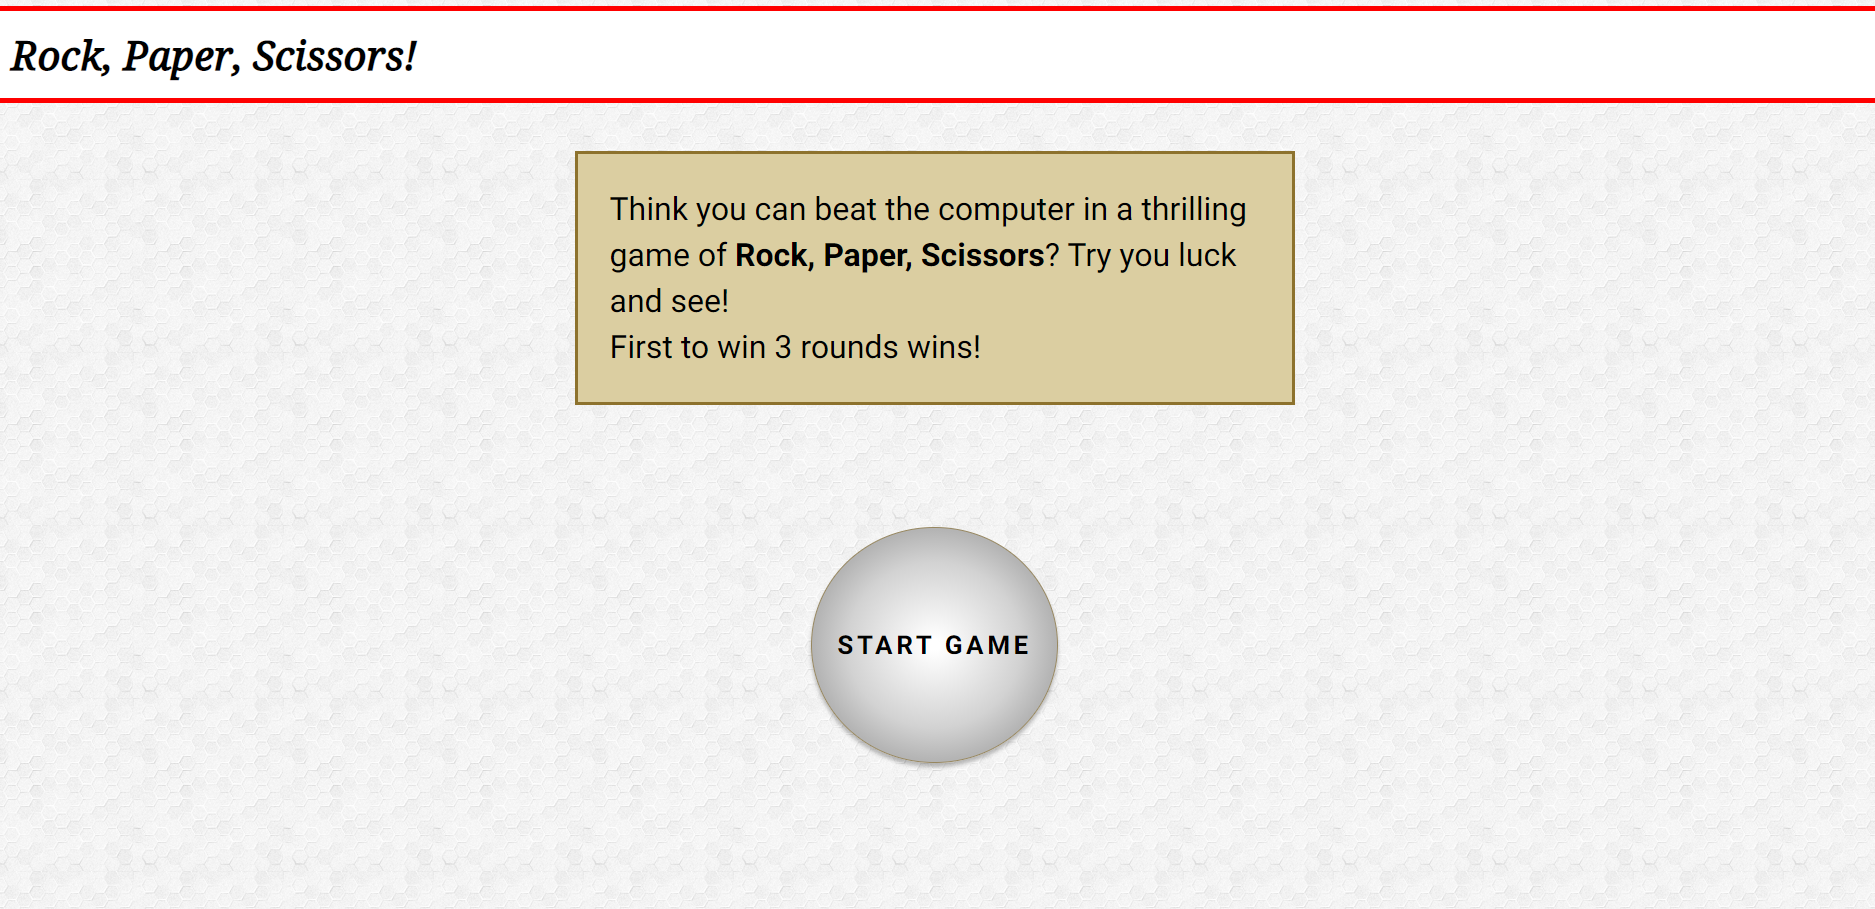 Rock, Paper, Scissors!
Think you can beat the computer in a thrilling
game of Rock, Paper, Scissors? Try you luck
and see!
First to win 3 rounds wins!
START GAME